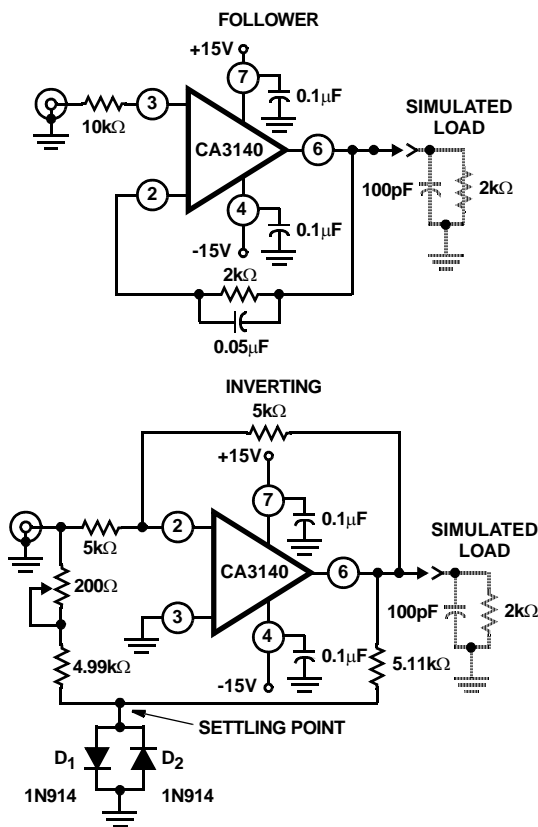 FOLLOWER
+15V
7
3
0.1µF
SIMULATED
LOAD
10kΩ
CA3140
6
2
100pF
2kΩ
4
0.1µF
-15V
2kΩ
0.05µF
INVERTING
5kΩ
+15V
7
2
0.1µF
SIMULATED
LOAD
5kΩ
CA3140
6
200Ω
3
100pF
2kΩ
4
0.1µF
4.99kΩ
5.11kΩ
-15V
SETTLING POINT
D1
D2
1N914
1N914